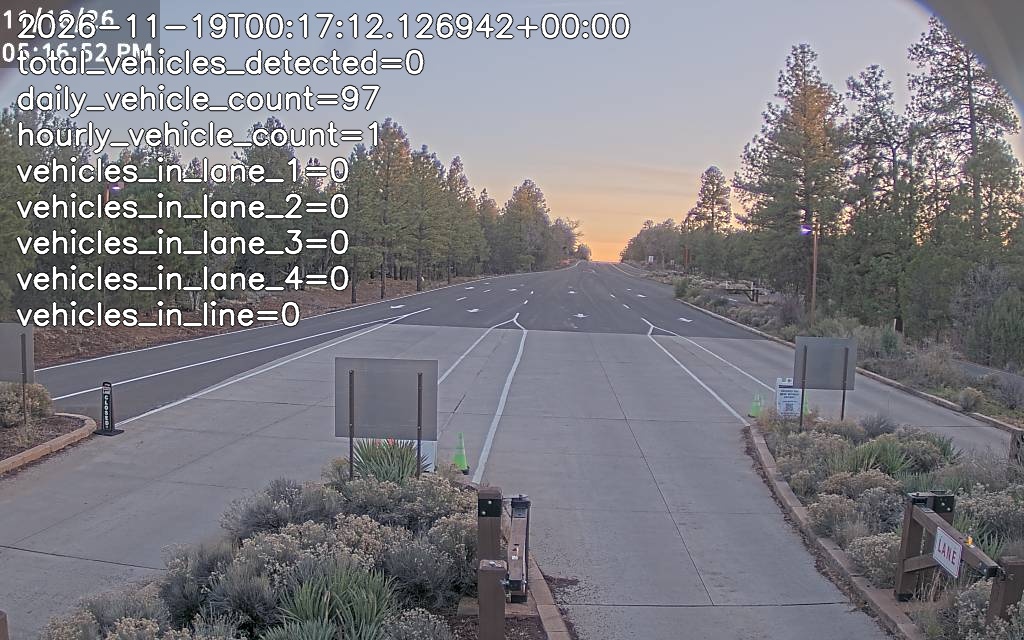 2026-11-19T00:17:12.126942+00:00
05:16:52 PM
total_vehicles_detected=0
daily_vehicle_count=97
hourly_vehicle_count=1
vehicles_in_lane_1=0
vehicles_in_lane_2=0
vehicles_in_lane_3=0
vehicles_in_lane_4=0
vehicles_in_line=0
CLOSED
LANE